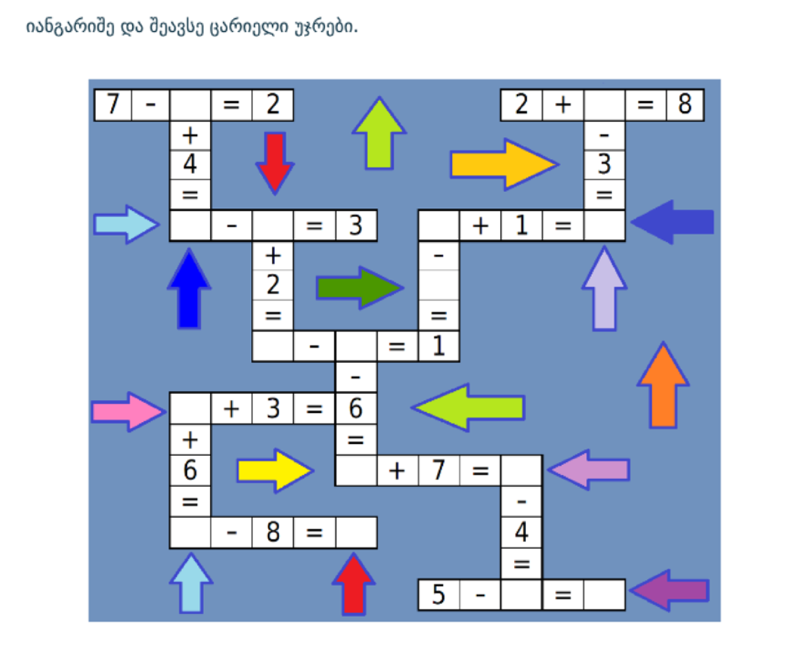 იანგარიშე და შეავსე ცარიელი უჯრები.
7 - = 2 2 + = 8
+ -
4 3
= =
- = 3 + 1 =
+ -
2
= =
- = 1
-
+ 3 = 6
+ =
6 + 7 =
= -
- 8 = 4
=
5 - =